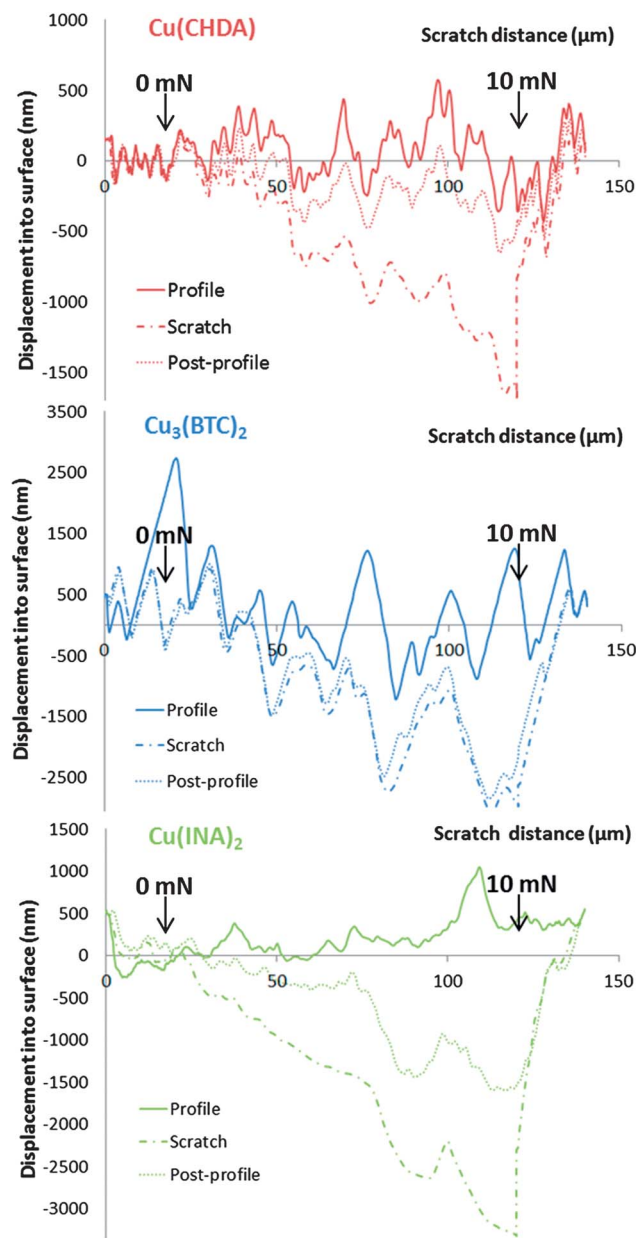 1000
Cu(CHDA)
Scratch distance (µm)
0 mN
10 mN
500
0
0
50
100
150
-500
-1000
-1500
Displacement into surface (nm)
Profile
Scratch
Post-profile
3500
Cu₃(BTC)₂
Scratch distance (µm)
2500
0 mN
10 mN
1500
500
-500
0
50
100
150
-1500
-2500
Displacement into surface (nm)
Profile
Scratch
Post-profile
1500
Cu(INA)₂
Scratch distance (µm)
1000
0 mN
10 mN
500
0
0
50
100
150
-500
-1000
-1500
-2000
-2500
-3000
Displacement into surface (nm)
Profile
Scratch
Post-profile